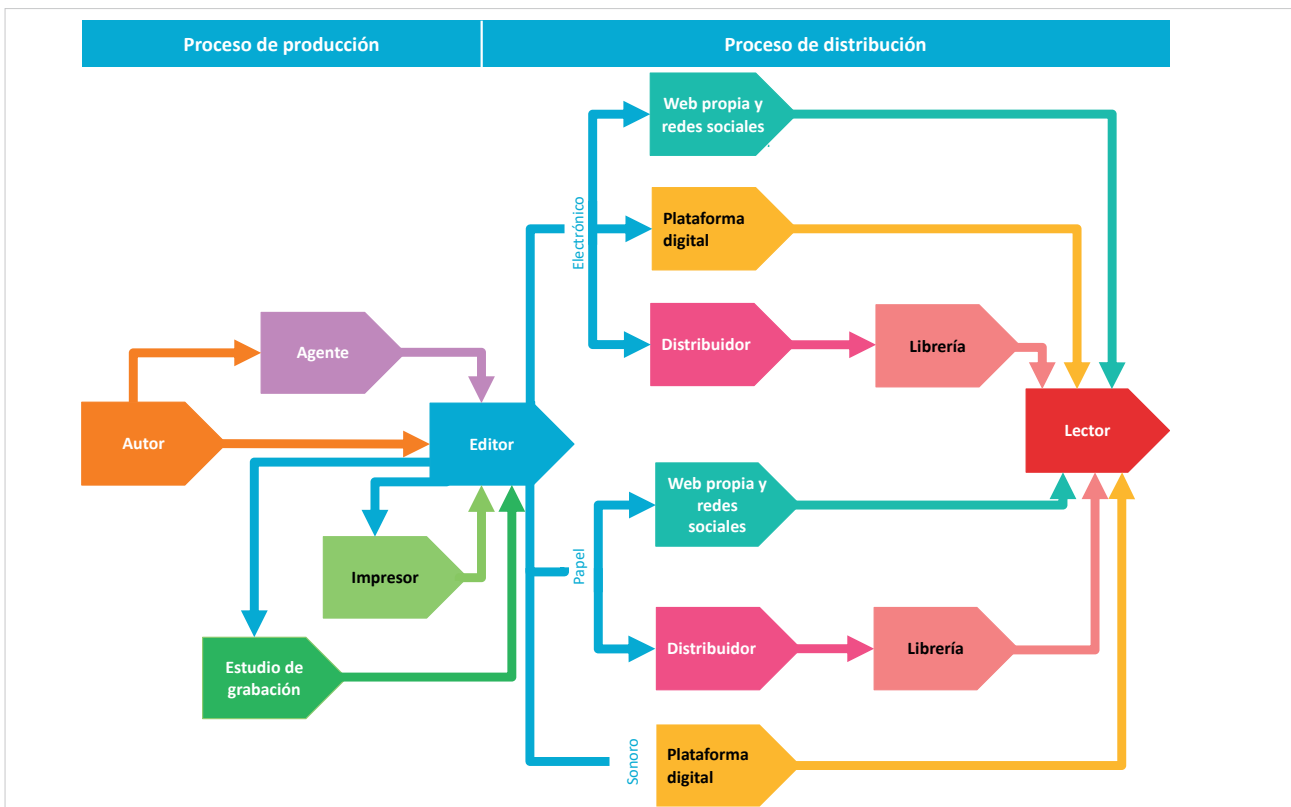 Proceso de producción
Proceso de distribución
Web propia y
redes sociales
Electrónico
Plataforma
digital
Distribuidor
Librería
Agente
Autor
Editor
Lector
Web propia y
redes
sociales
Papel
Impresor
Distribuidor
Librería
Estudio de
grabación
Sonoro
Plataforma
digital